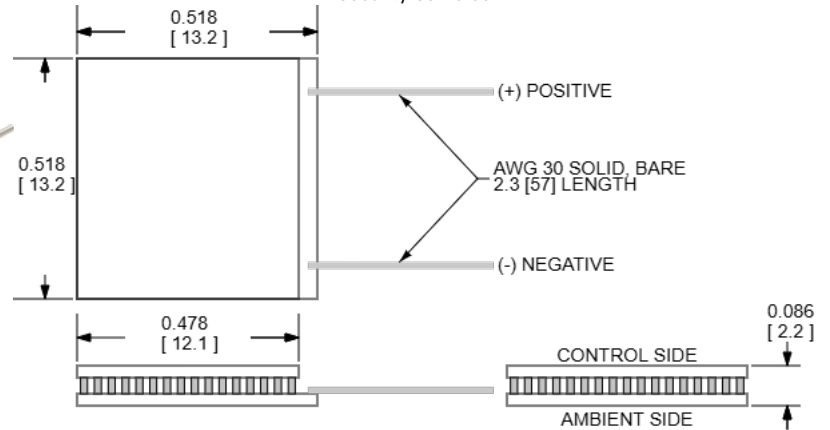 0.518
[ 13.2 ]
(+) POSITIVE
0.518
[ 13.2 ]
AWG 30 SOLID, BARE
2.3 [57] LENGTH
(-) NEGATIVE
0.478
[ 12.1 ]
0.086
[ 2.2 ]
CONTROL SIDE
AMBIENT SIDE